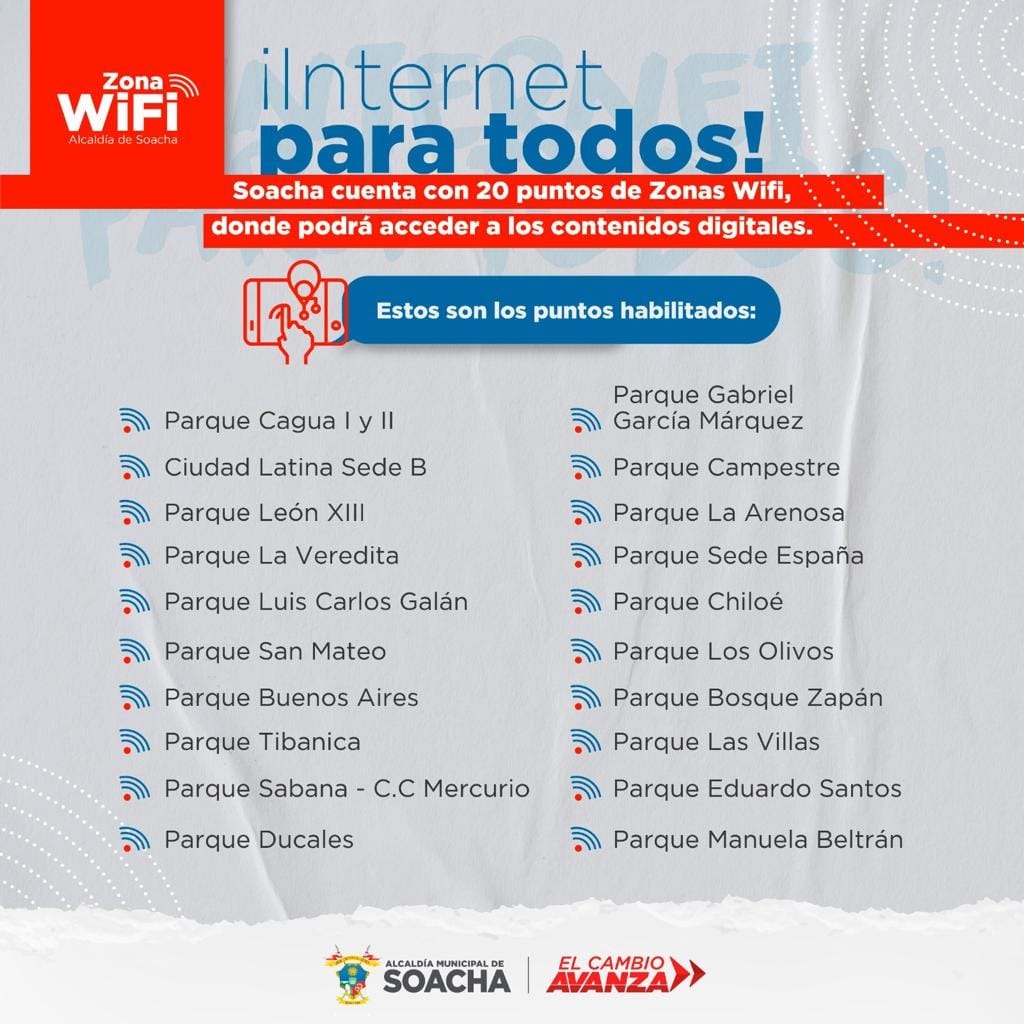 Zona
WiFi
Alcaldía de Soacha
¡Internet
para todos!
Soacha cuenta con 20 puntos de Zonas Wifi,
donde podrá acceder a los contenidos digitales.
Estos son los puntos habilitados:
Parque Cagua I y II
Ciudad Latina Sede B
Parque León XIII
Parque La Veredita
Parque Luis Carlos Galán
Parque San Mateo
Parque Buenos Aires
Parque Tibanica
Parque Sabana - C.C Mercurio
Parque Ducales
Parque Gabriel
García Márquez
Parque Campestre
Parque La Arenosa
Parque Sede España
Parque Chiloé
Parque Los Olivos
Parque Bosque Zapán
Parque Las Villas
Parque Eduardo Santos
Parque Manuela Beltrán
ALCALDÍA MUNICIPAL DE
SOACHA
EL CAMBIO
AVANZA